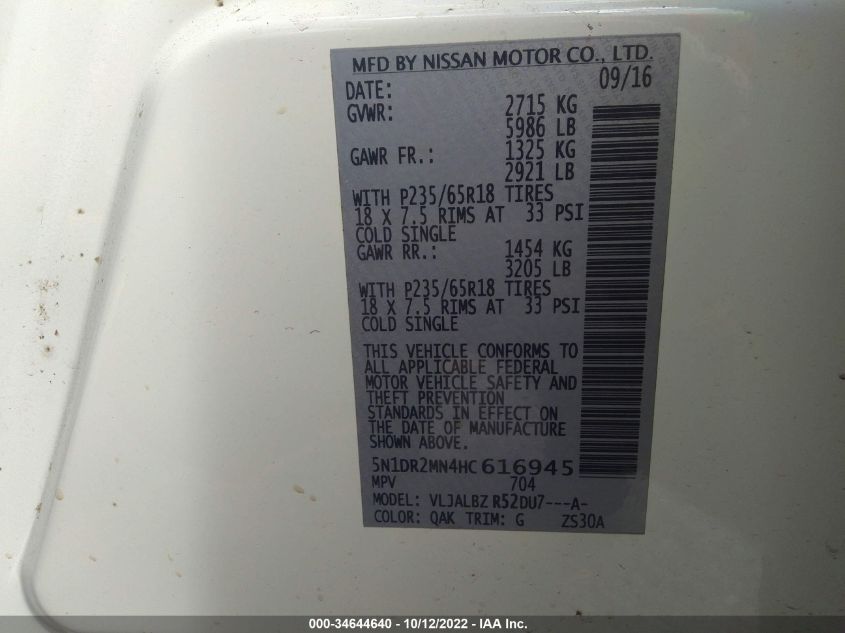 MFD BY NISSAN MOTOR CO., LTD.
DATE: 09/16
GVWR: 2715 KG
5986 LB
GAWR FR.: 1325 KG
2921 LB
WITH P235/65R18 TIRES
18 X 7.5 RIMS AT 33 PSI
COLD SINGLE
GAWR RR.: 1454 KG
3205 LB
WITH P235/65R18 TIRES
18 X 7.5 RIMS AT 33 PSI
COLD SINGLE
THIS VEHICLE CONFORMS TO
ALL APPLICABLE FEDERAL
MOTOR VEHICLE SAFETY AND
THEFT PREVENTION
STANDARDS IN EFFECT ON
THE DATE OF MANUFACTURE
SHOWN ABOVE.
5N1DR2MN4HC616945
MPV 704
MODEL: VLJALBZ R52DU7---A-
COLOR: QAK TRIM: G ZS30A
000-34644640 - 10/12/2022 - IAA Inc.